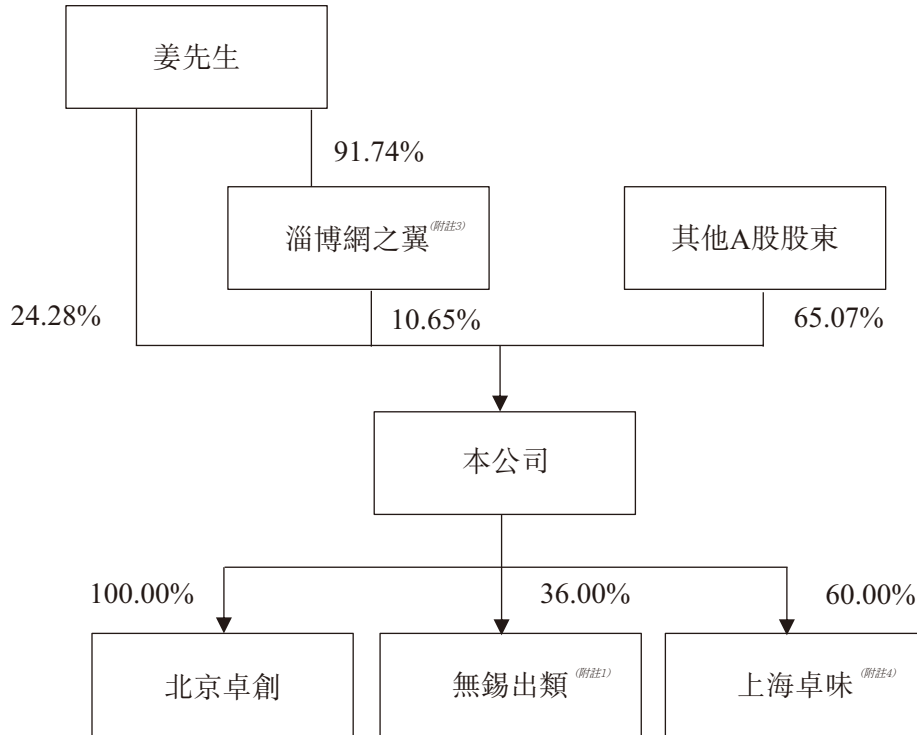 姜先生
91.74%
淄博網之翼(附註3)
其他A股股東
24.28%
10.65%
65.07%
本公司
100.00%
36.00%
60.00%
北京卓創
無錫出類(附註1)
上海卓味(附註4)